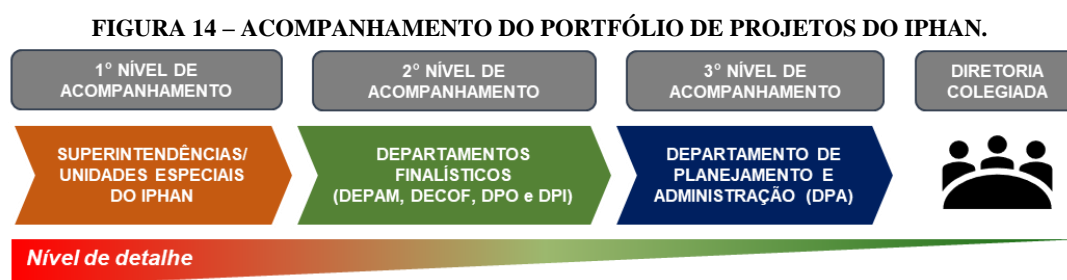 FIGURA 14 – ACOMPANHAMENTO DO PORTFÓLIO DE PROJETOS DO IPHAN.
1° NÍVEL DE
ACOMPANHAMENTO
2° NÍVEL DE
ACOMPANHAMENTO
3° NÍVEL DE
ACOMPANHAMENTO
DIRETORIA
COLEGIADA
SUPERINTENDÊNCIAS/
UNIDADES ESPECIAIS
DO IPHAN
DEPARTAMENTOS
FINALÍSTICOS
(DEPAM, DECOF, DPO e DPI)
DEPARTAMENTO DE
PLANEJAMENTO E
ADMINISTRAÇÃO (DPA)
Nível de detalhe